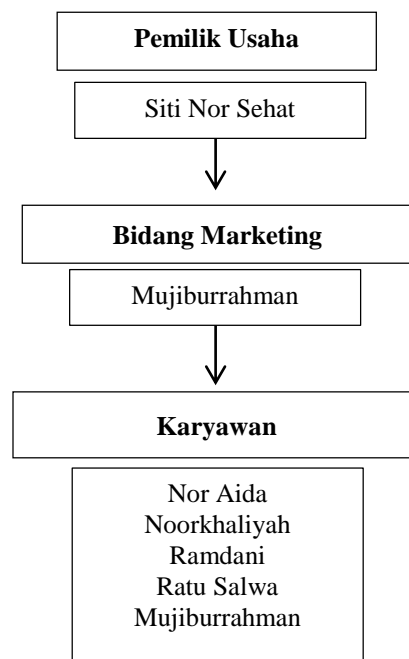 Pemilik Usaha
Siti Nor Sehat
Bidang Marketing
Mujiburrahman
Karyawan
Nor Aida
Noorkhaliyah
Ramdani
Ratu Salwa
Mujiburrahman